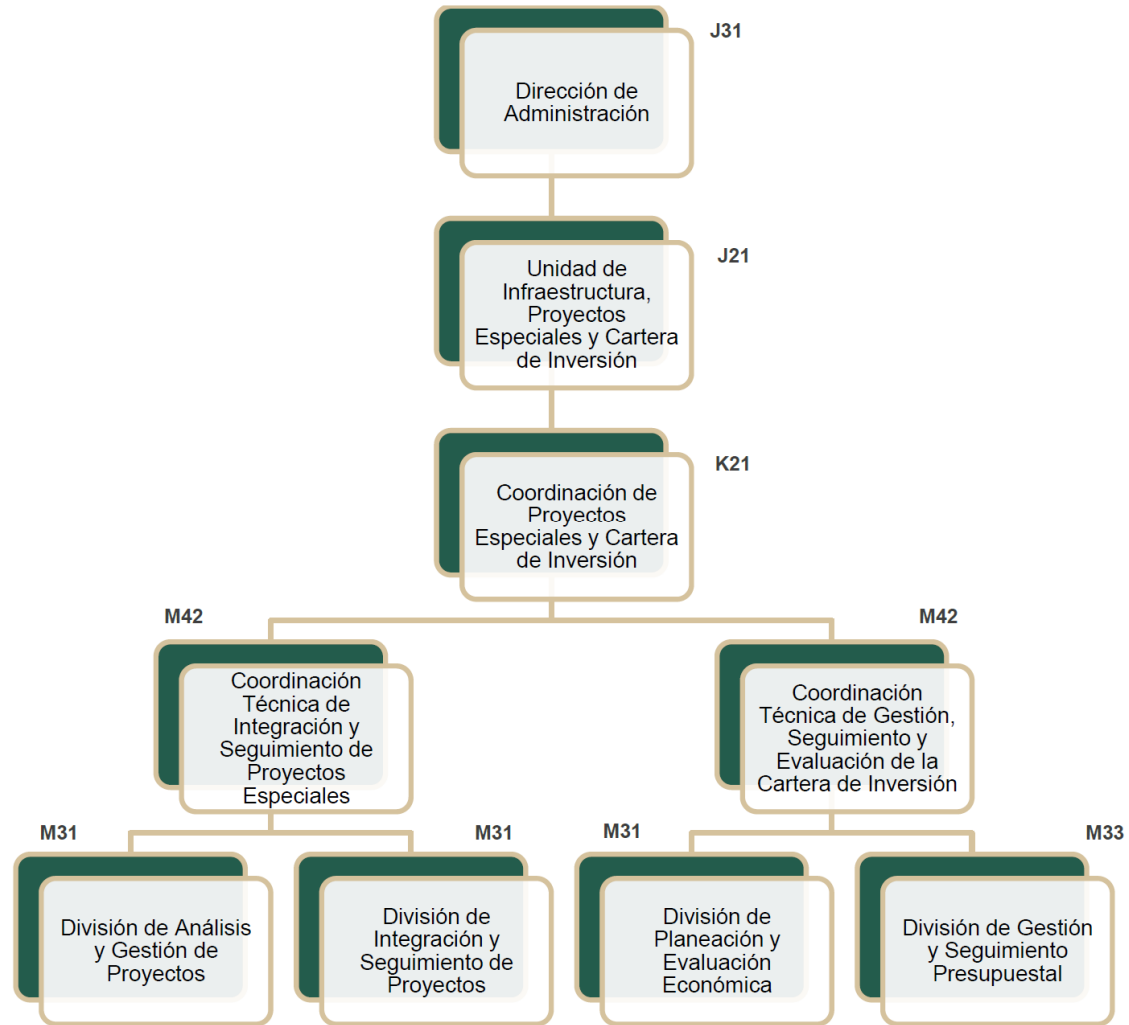 J31
Dirección de
Administración
J21
Unidad de
Infraestructura,
Proyectos
Especiales y Cartera
de Inversión
K21
Coordinación de
Proyectos
Especiales y Cartera
de Inversión
M42
Coordinación
Técnica de
Integración y
Seguimiento de
Proyectos
Especiales
M42
Coordinación
Técnica de Gestión,
Seguimiento y
Evaluación de la
Cartera de Inversión
M31
División de Análisis
y Gestión de
Proyectos
M31
División de
Integración y
Seguimiento de
Proyectos
M31
División de
Planeación y
Evaluación
Económica
M33
División de Gestión
y Seguimiento
Presupuestal